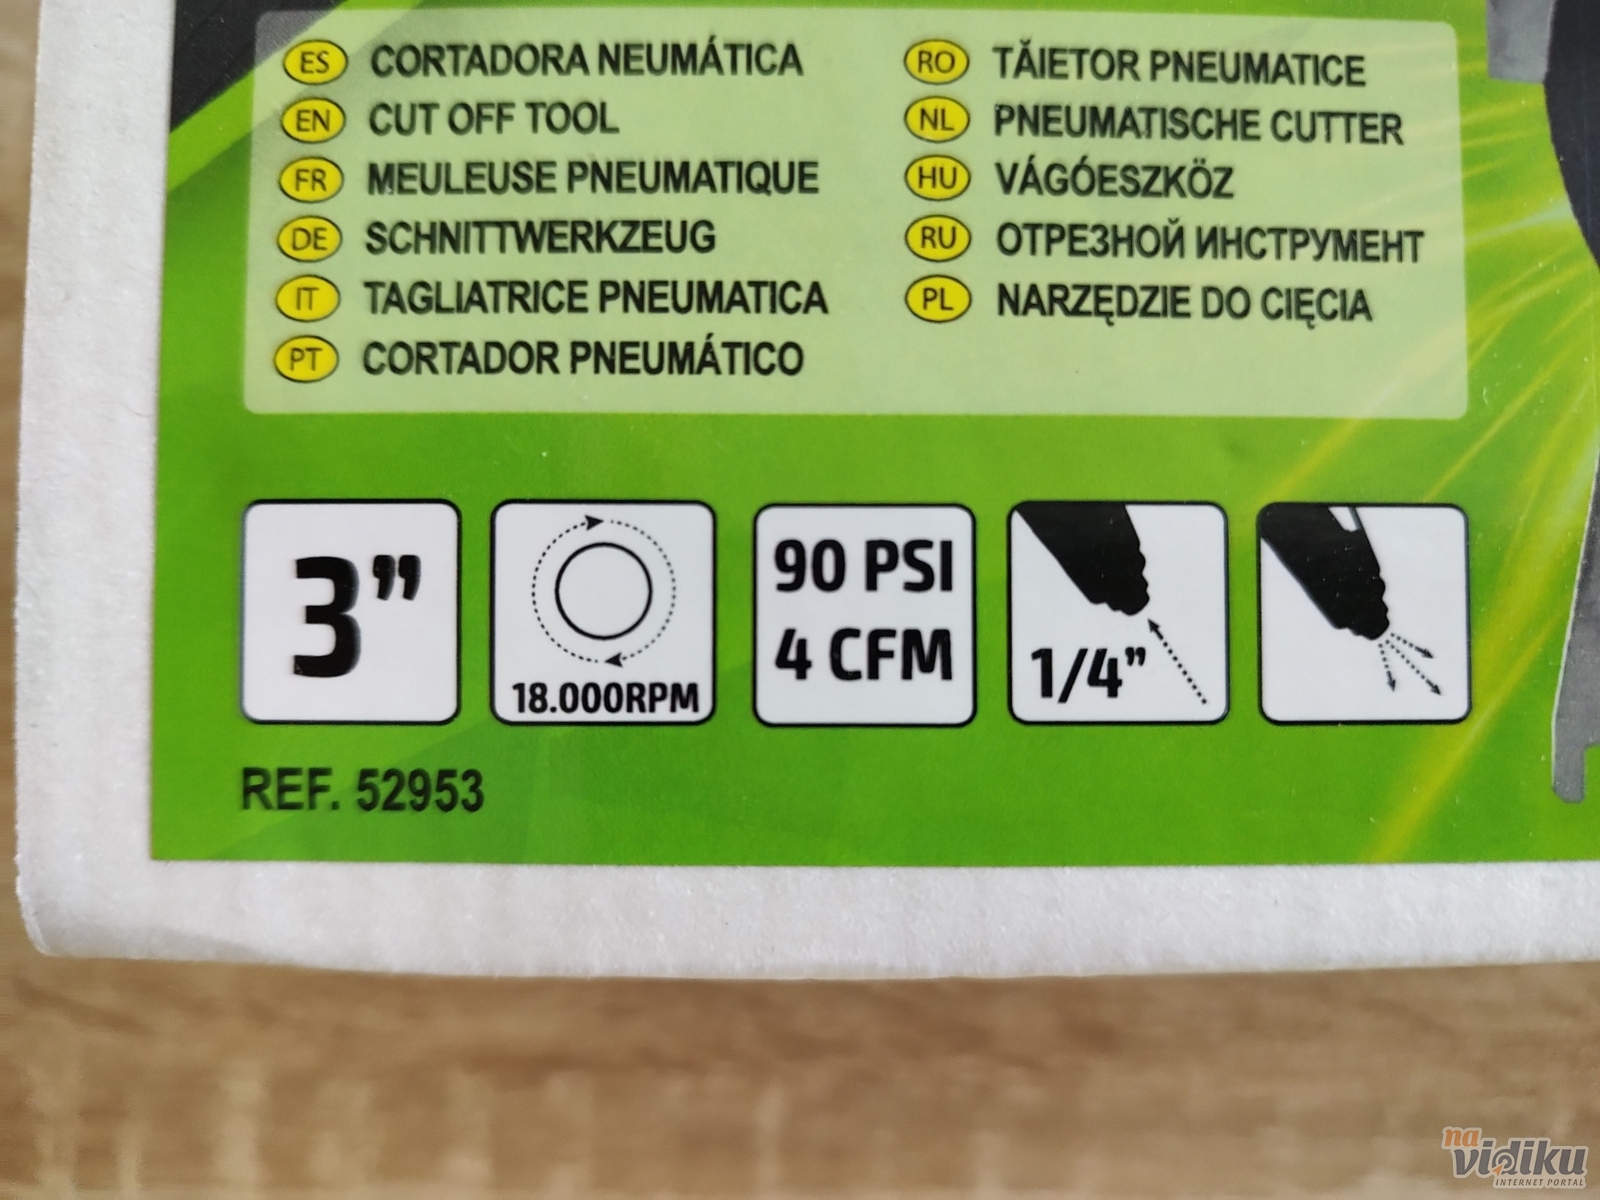 ES CORTADORA NEUMÁTICA
EN CUT OFF TOOL
FR MEULEUSE PNEUMATIQUE
DE SCHNITTWERKZEUG
IT TAGLIATRICE PNEUMATICA
PT CORTADOR PNEUMÁTICO
RO TĂIETOR PNEUMATICE
NL PNEUMATISCHE CUTTER
HU VÁGÓESZKÖZ
RU ОТРЕЗНОЙ ИНСТРУМЕНТ
PL NARZĘDZIE DO CIĘCIA
3”
18.000RPM
90 PSI
4 CFM
1/4”
REF. 52953
na
vidiku
INTERNET PORTAL